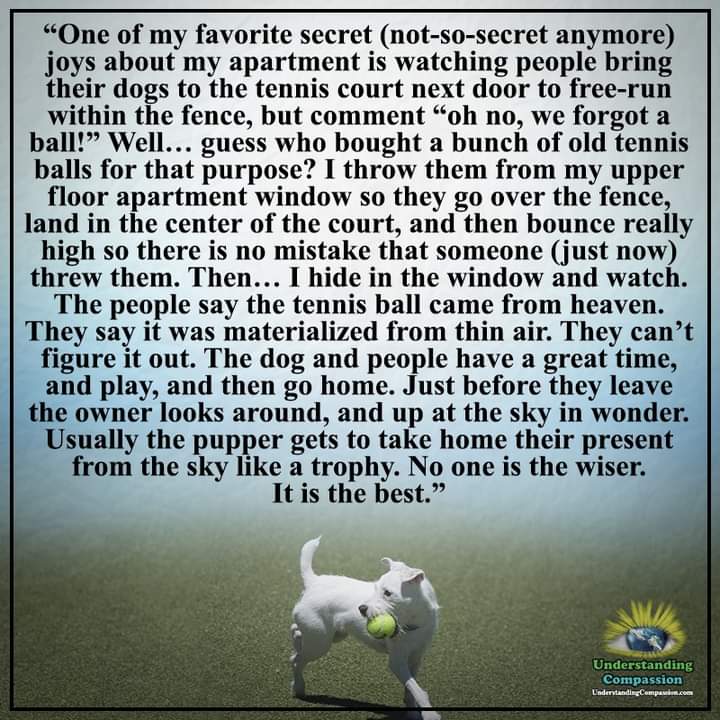 “One of my favorite secret (not-so-secret anymore)
joys about my apartment is watching people bring
their dogs to the tennis court next door to free-run
within the fence, but comment “oh no, we forgot a
ball!” Well… guess who bought a bunch of old tennis
balls for that purpose? I throw them from my upper
floor apartment window so they go over the fence,
land in the center of the court, and then bounce really
high so there is no mistake that someone (just now)
threw them. Then… I hide in the window and watch.
The people say the tennis ball came from heaven.
They say it was materialized from thin air. They can’t
figure it out. The dog and people have a great time,
and play, and then go home. Just before they leave
the owner looks around, and up at the sky in wonder.
Usually the pupper gets to take home their present
from the sky like a trophy. No one is the wiser.
It is the best.”
Understanding
Compassion
UnderstandingCompassion.com